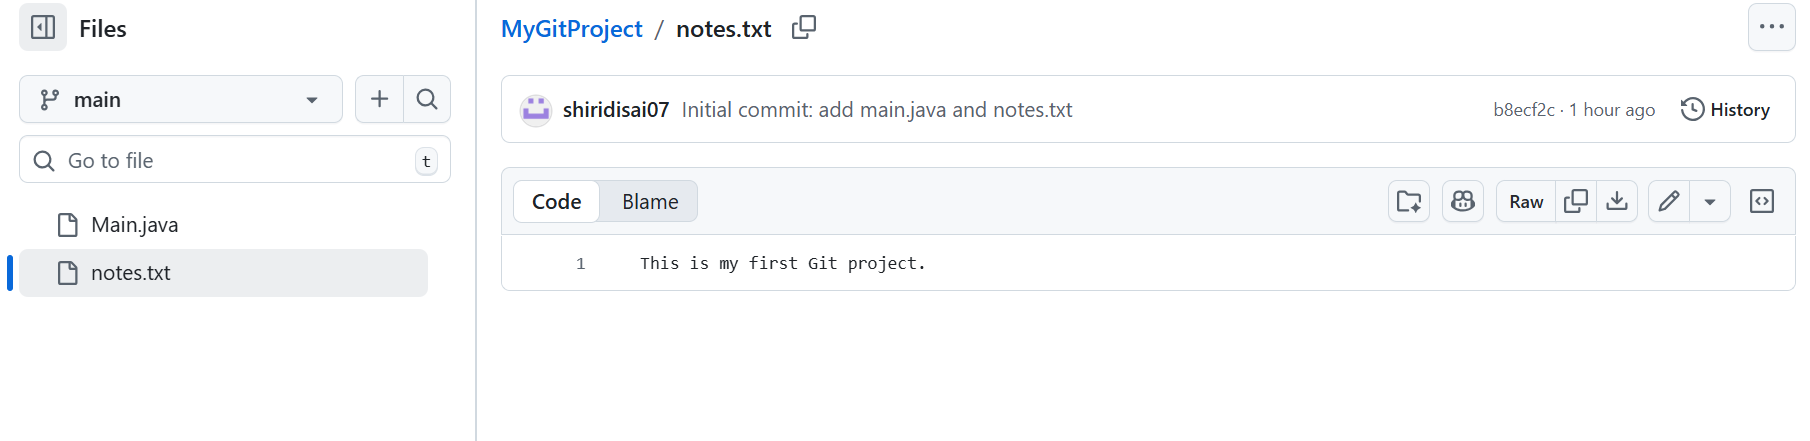 Files
main
Go to file
t
Main.java
notes.txt
MyGitProject / notes.txt
shiridisai07 Initial commit: add main.java and notes.txt
b8ecf2c · 1 hour ago
History
Code
Blame
Raw
1 This is my first Git project.